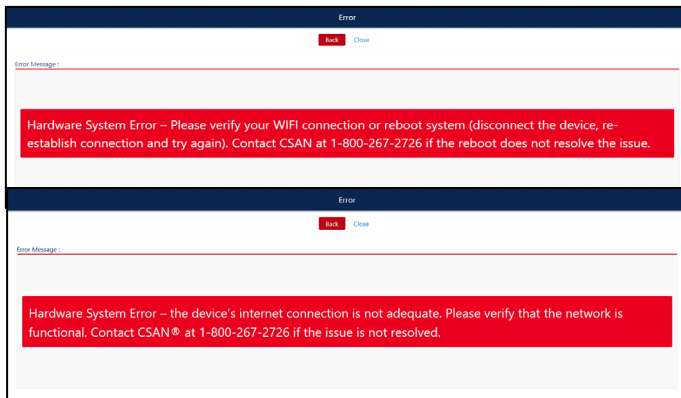 Error
Back Close
Error Message :
Hardware System Error – Please verify your WIFI connection or reboot system (disconnect the device, re-
establish connection and try again). Contact CSAN at 1-800-267-2726 if the reboot does not resolve the issue.
Error
Back Close
Error Message :
Hardware System Error – the device's internet connection is not adequate. Please verify that the network is
functional. Contact CSAN® at 1-800-267-2726 if the issue is not resolved.